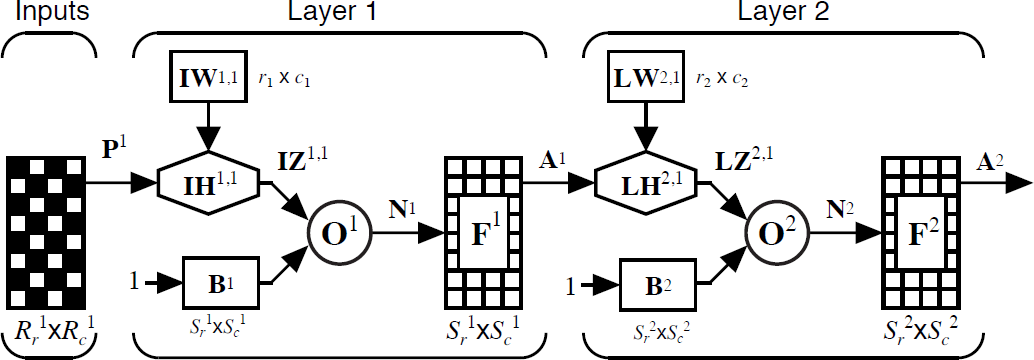 Inputs Layer 1 Layer 2
IW1,1 r1 x c1 LW2,1 r2 x c2
P1 IZ1,1 A1 LZ2,1 A2
IH1,1 LH2,1
N1 N2
O1 F1 O2 F2
1 B1 1 B2
Rr1xRc1 Sr1xSc1 Sr1xSc1 Sr2xSc2 Sr2xSc2